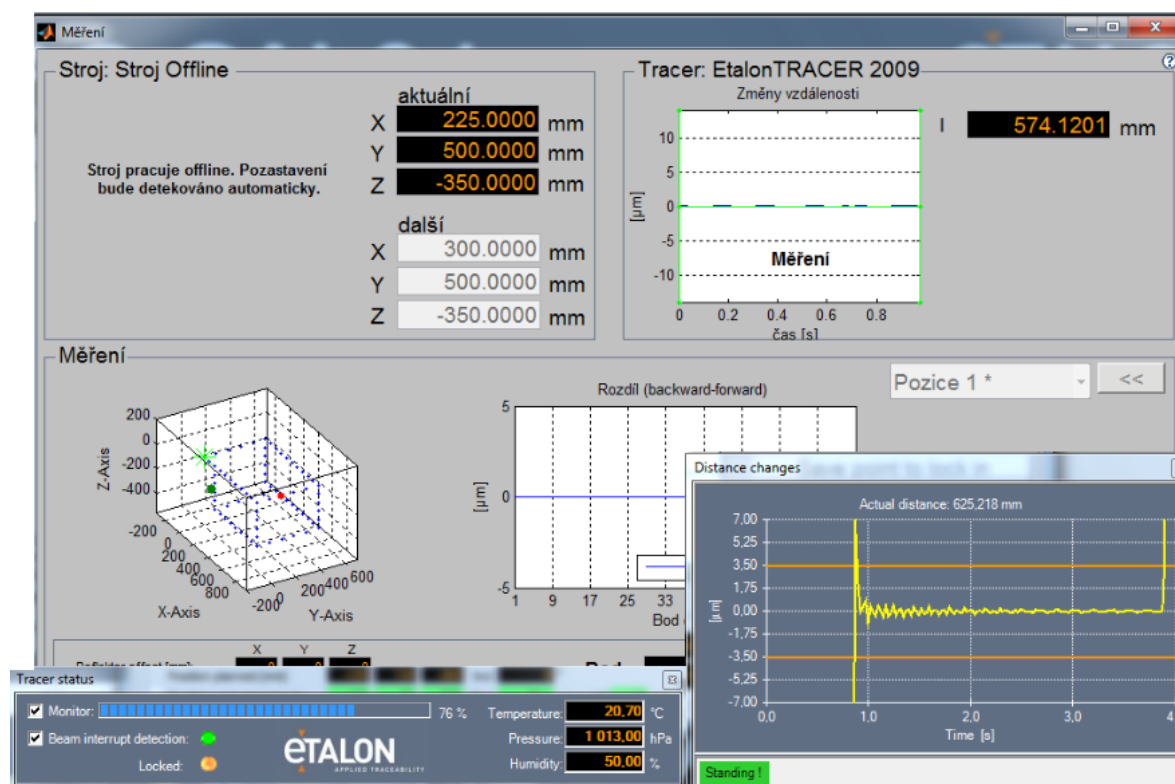 Měření
Stroj: Stroj Offline
aktuální
X 225.0000 mm
Y 500.0000 mm
Z -350.0000 mm
Stroj pracuje offline. Pozastavení
bude detekováno automaticky.
další
X 300.0000 mm
Y 500.0000 mm
Z -350.0000 mm
Tracer: EtalonTRACER 2009
?
Změny vzdálenosti
l 574.1201 mm
10
5
0
-5
-10
[µm]
Měření
0 0.2 0.4 0.6 0.8
čas [s]
Měření
Pozice 1 * <<
200
0
-200
-400
Z-Axis
-200
0
200
400
600
800
X-Axis
-200 0 200 400 600
Y-Axis
Rozdíl (backward-forward)
5
0
-5
[µm]
1 9 17 25 33
Bod
X Y Z
Reflektor offset [mm]:
Bod
Distance changes
Actual distance: 625,218 mm
7,00
5,25
3,50
1,75
0,00
-1,75
-3,50
-5,25
-7,00
[µm]
0,0 1,0 2,0 3,0 4
Time [s]
Standing !
Tracer status
Monitor: 76 %
Beam interrupt detection:
Locked:
eTALON
APPLIED TRACEABILITY
Temperature: 20,70 °C
Pressure: 1 013,00 hPa
Humidity: 50,00 %